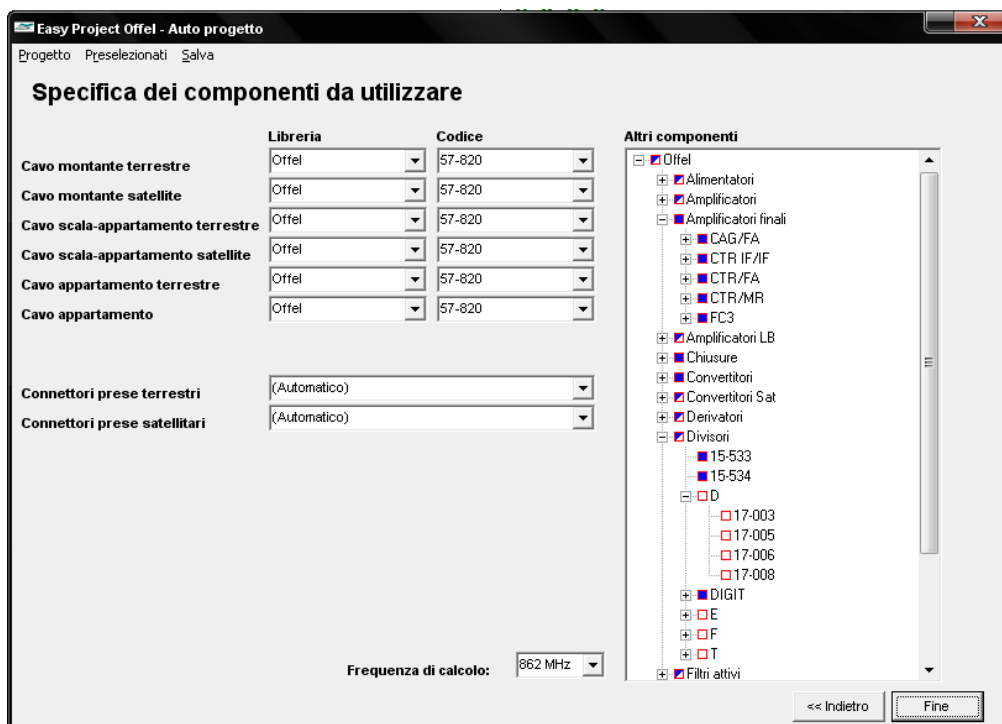 Easy Project Offel - Auto progetto
Progetto Preselezionati Salva
Specifica dei componenti da utilizzare
Libreria Codice
Cavo montante terrestre Offel 57-820
Cavo montante satellite Offel 57-820
Cavo scala-appartamento terrestre Offel 57-820
Cavo scala-appartamento satellite Offel 57-820
Cavo appartamento terrestre Offel 57-820
Cavo appartamento Offel 57-820
Connettori prese terrestri (Automatico)
Connettori prese satellitari (Automatico)
Frequenza di calcolo: 862 MHz
Altri componenti
Offel
Alimentatori
Amplificatori
Amplificatori finali
CAG/FA
CTR IF/IF
CTR/FA
CTR/MR
FC3
Amplificatori LB
Chiusure
Convertitori
Convertitori Sat
Derivatori
Divisori
15-533
15-534
D
17-003
17-005
17-006
17-008
DIGIT
E
F
T
Filtri attivi
<< Indietro Fine